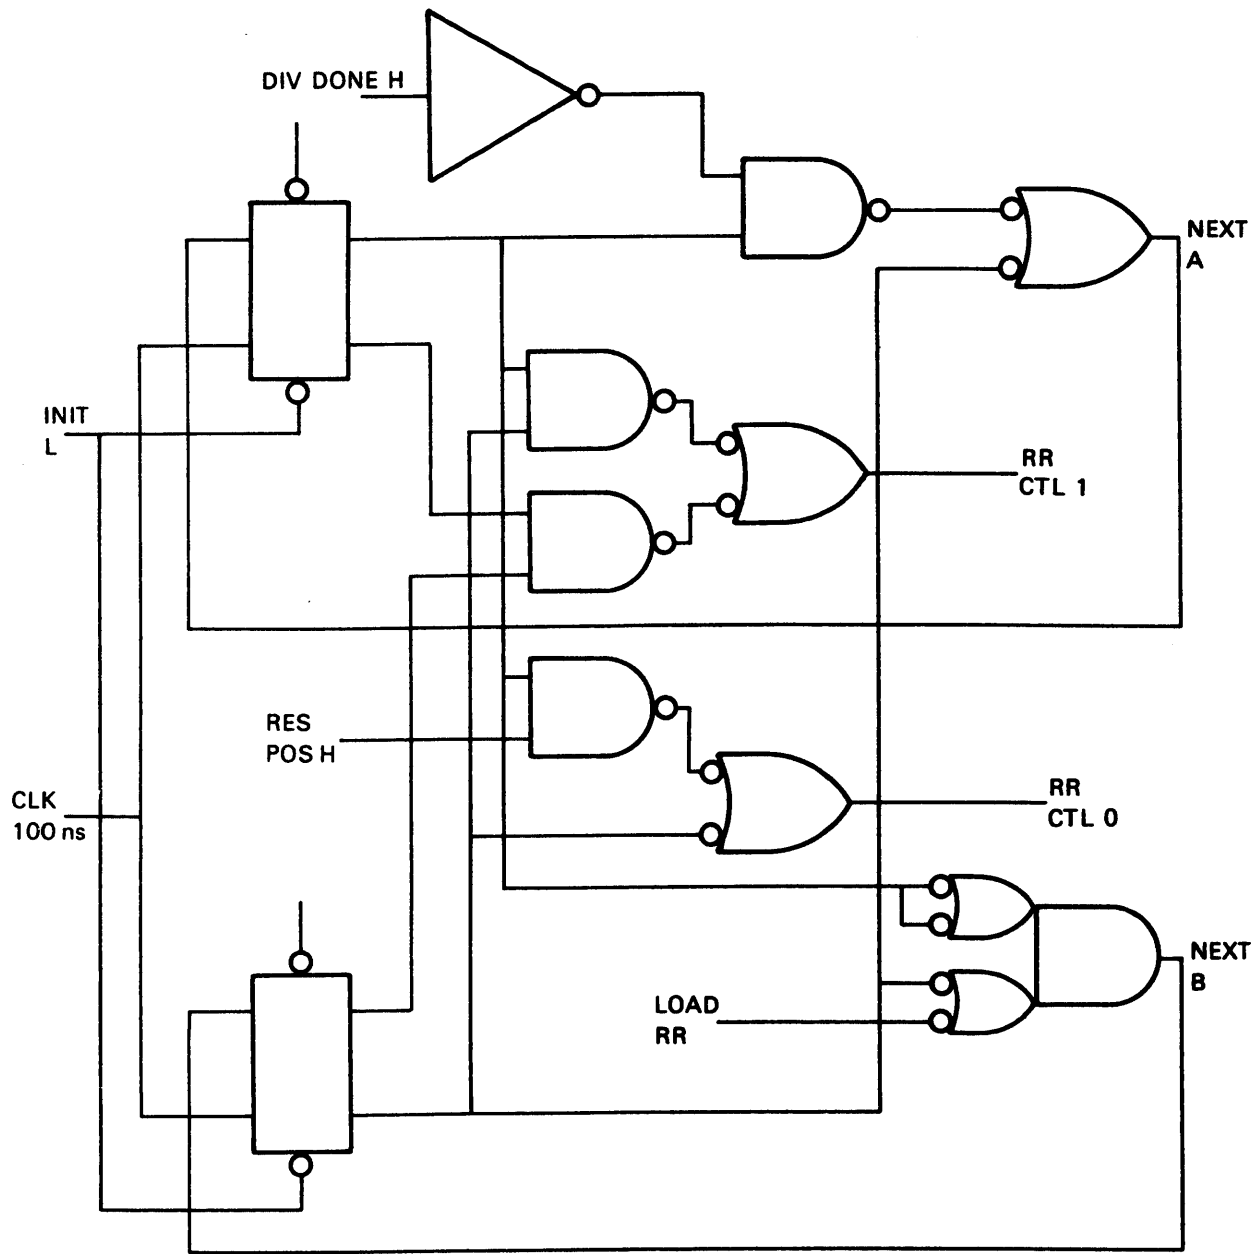 DIV DONE H
NEXT
A
INIT
L
RR
CTL 1
RES
POS H
CLK
100 ns
RR
CTL 0
NEXT
B
LOAD
RR